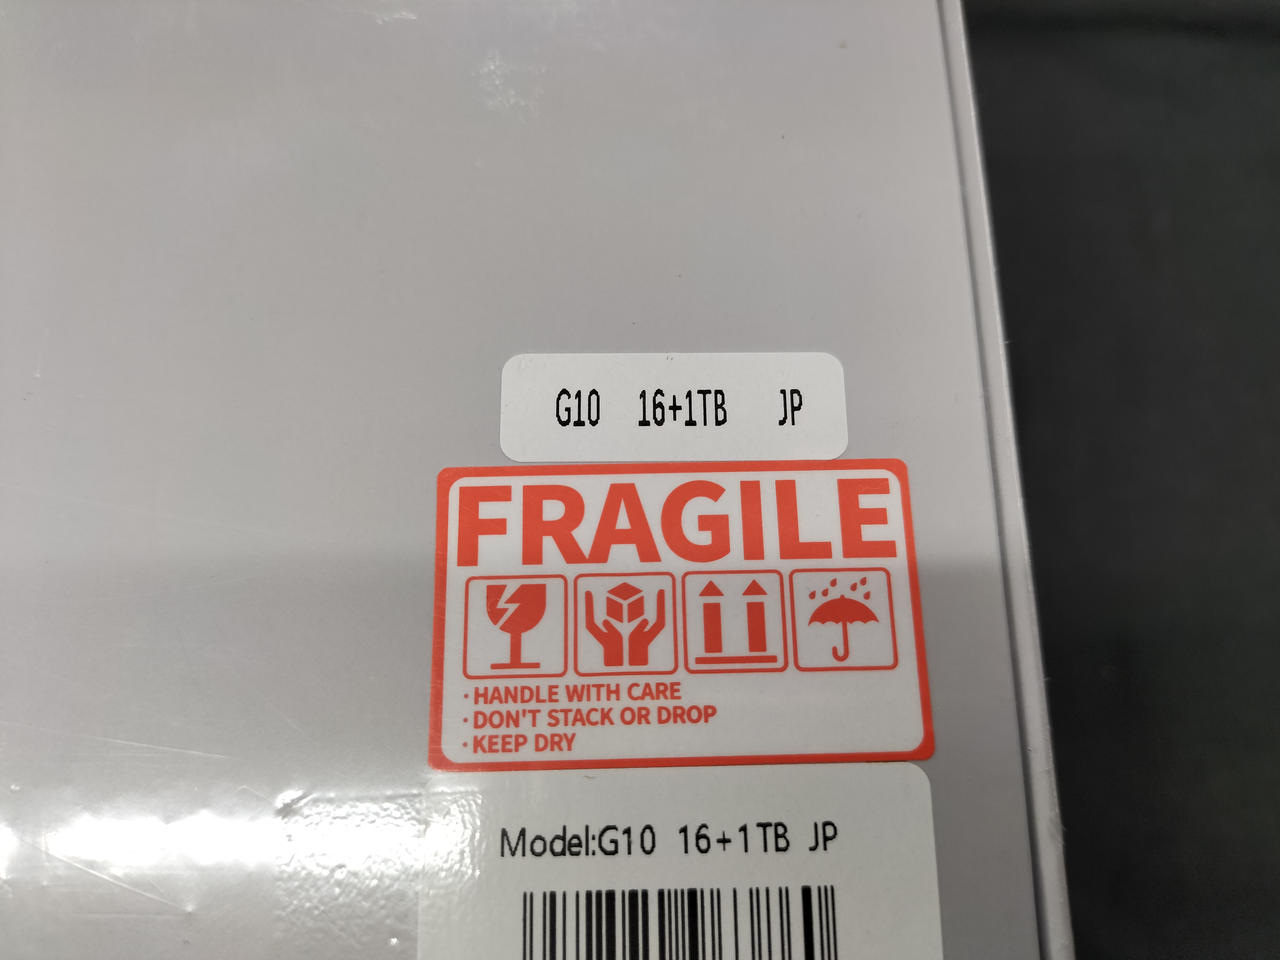 G10 16+1TB JP
FRAGILE
·HANDLE WITH CARE
·DON'T STACK OR DROP
·KEEP DRY
Model:G10 16+1TB JP